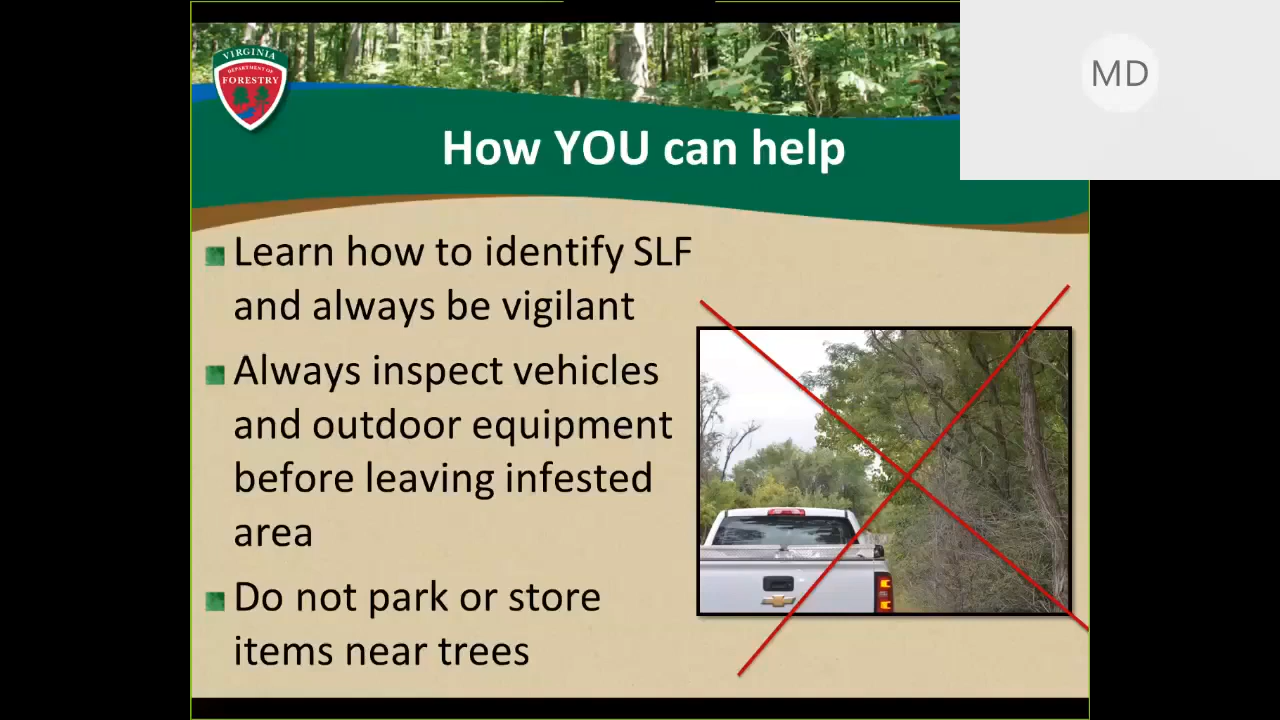 VIRGINIA
DEPARTMENT OF
FORESTRY
MD
How YOU can help
Learn how to identify SLF
and always be vigilant
Always inspect vehicles
and outdoor equipment
before leaving infested
area
Do not park or store
items near trees